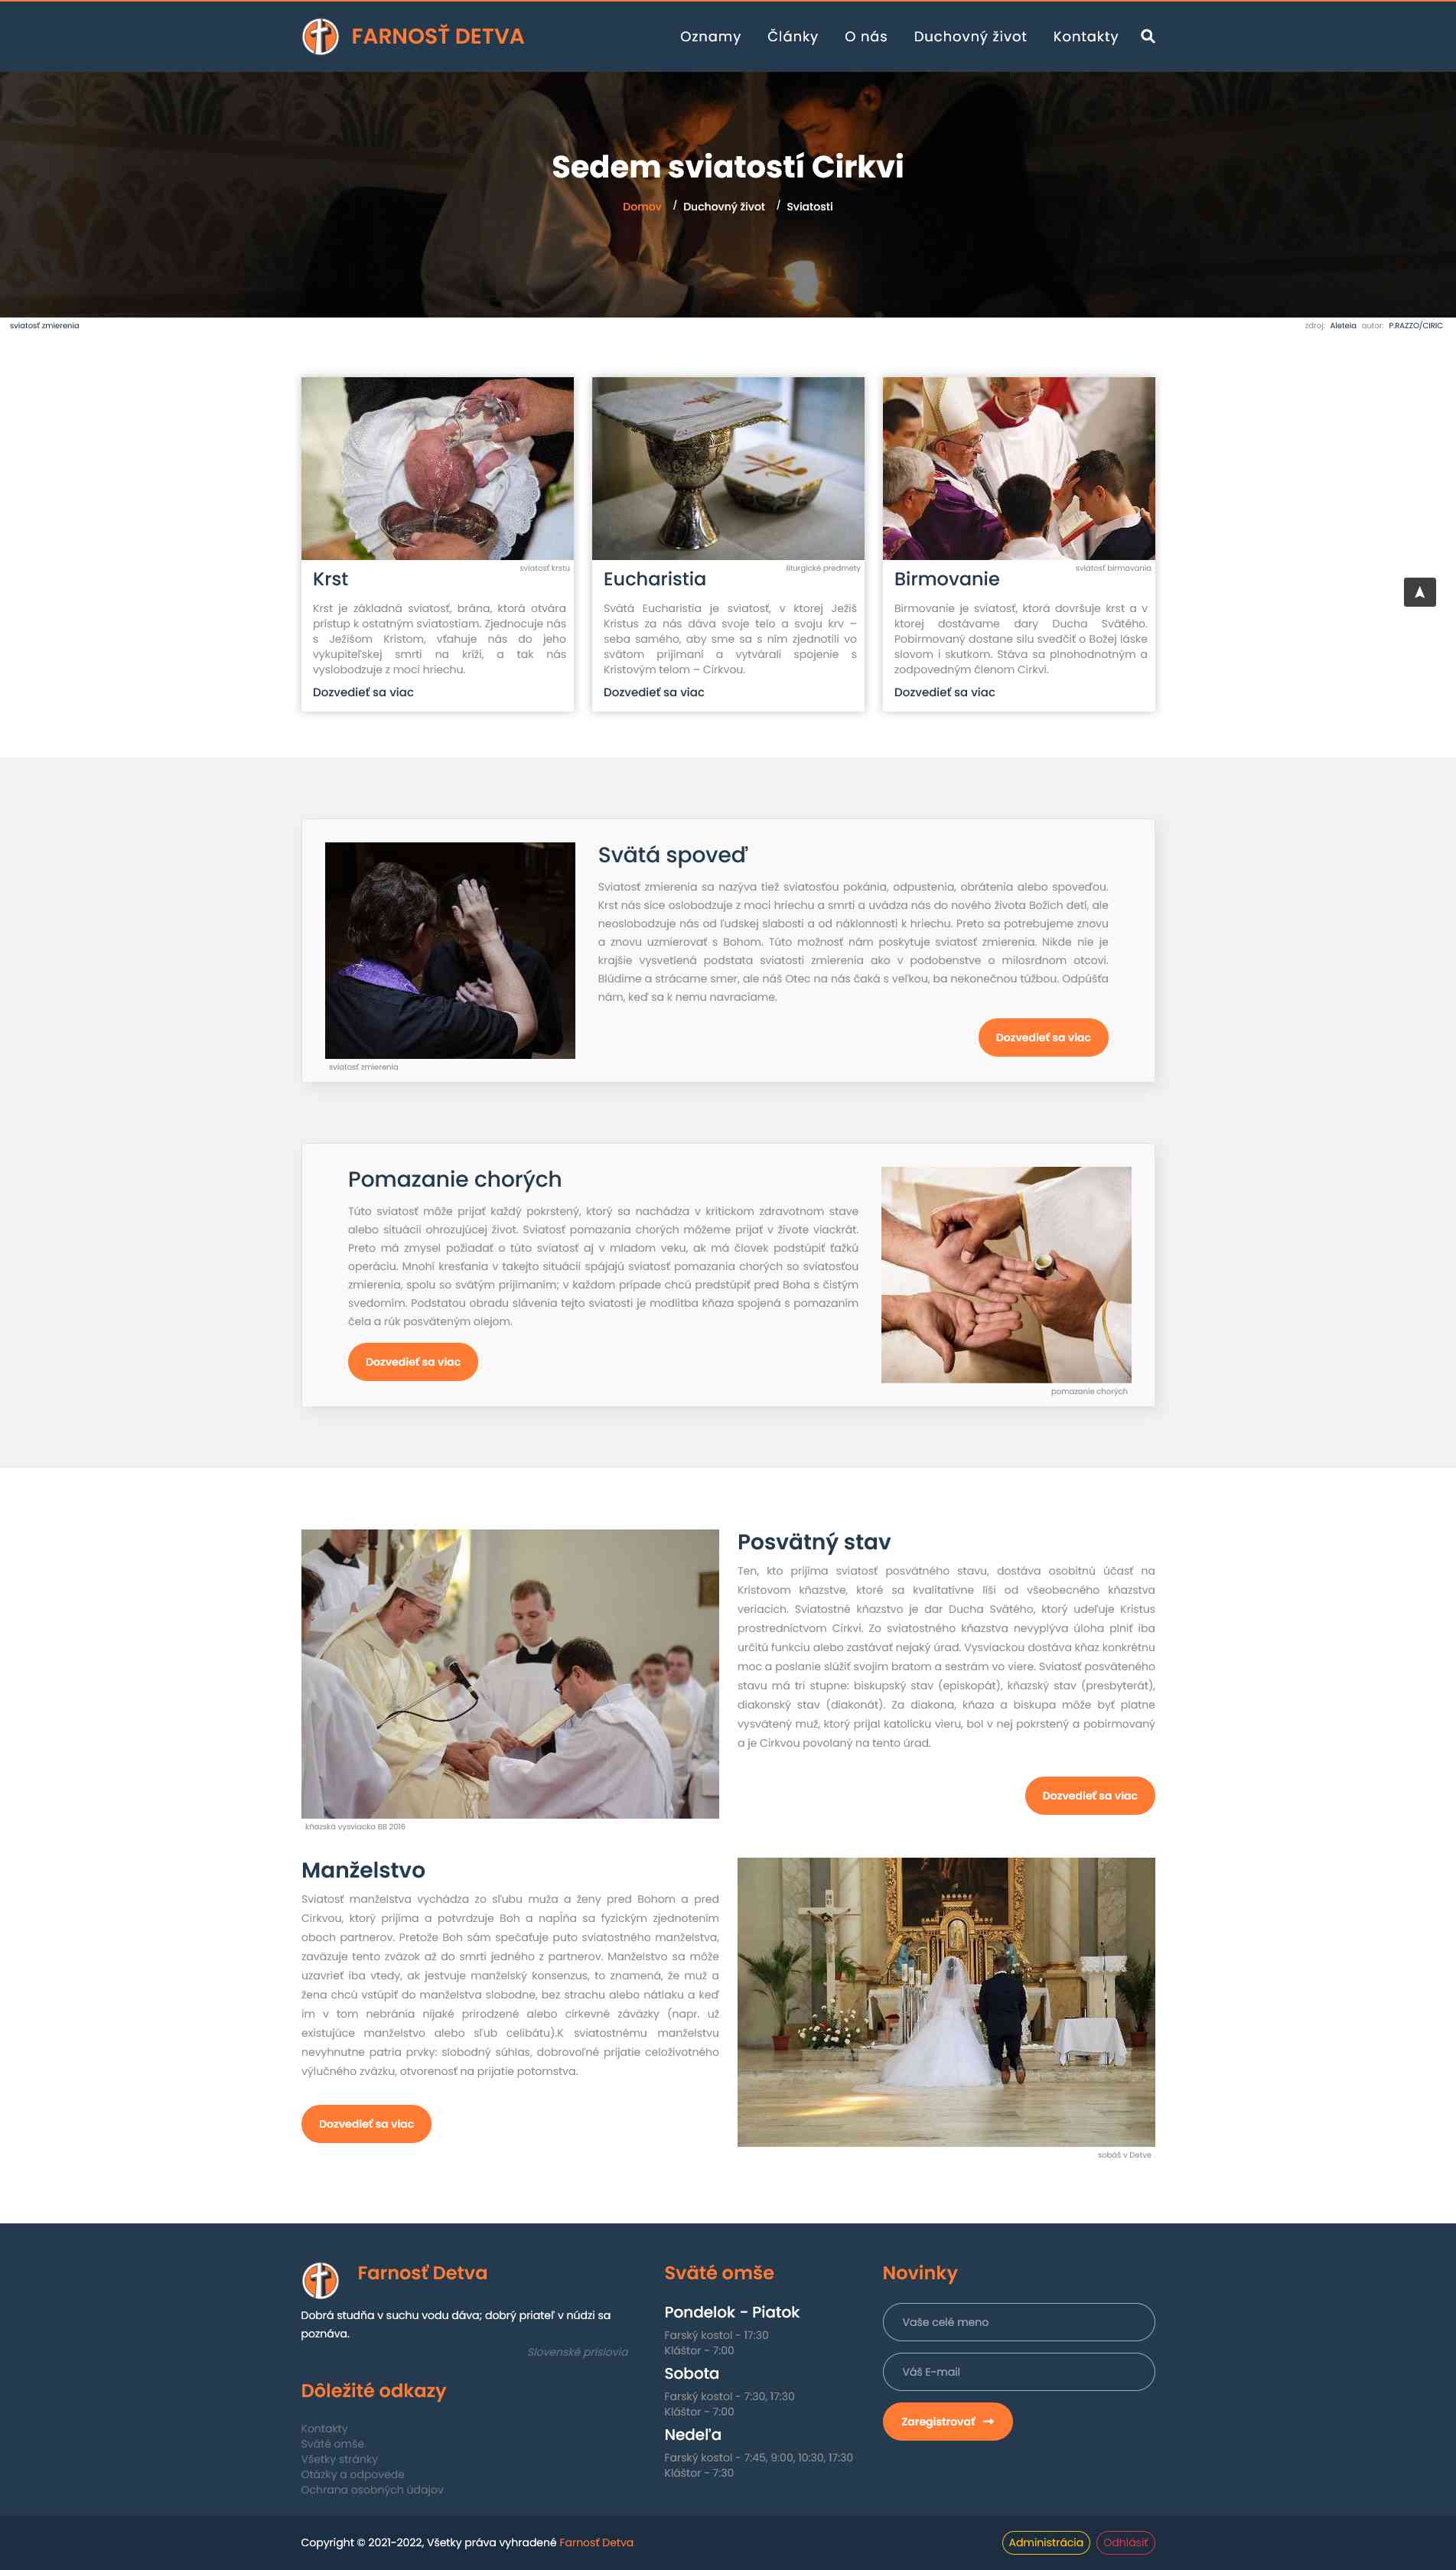 FARNOSŤ DETVA
Oznamy Články O nás Duchovný život Kontakty
Sedem sviatostí Cirkvi
Domov / Duchovný život / Sviatosti
sviatosť zmierenia
zdroj: Aleteia autor: P.RAZZO/CIRIC
sviatosť krstu
Krst
Krst je základná sviatosť, brána, ktorá otvára
prístup k ostatným sviatostiam. Zjednocuje nás
s Ježišom Kristom, vťahuje nás do jeho
vykupiteľskej smrti na kríži, a tak nás
vyslobodzuje z moci hriechu.
Dozvedieť sa viac
liturgické predmety
Eucharistia
Svätá Eucharistia je sviatosť, v ktorej Ježiš
Kristus za nás dáva svoje telo a svoju krv –
seba samého, aby sme sa s ním zjednotili vo
svätom prijímaní a vytvárali spojenie s
Kristovým telom – Cirkvou.
Dozvedieť sa viac
sviatosť birmovania
Birmovanie
Birmovanie je sviatosť, ktorá dovršuje krst a v
ktorej dostávame dary Ducha Svätého.
Pobirmovaný dostane silu svedčiť o Božej láske
slovom i skutkom. Stáva sa plnohodnotným a
zodpovedným členom Cirkvi.
Dozvedieť sa viac
Svätá spoveď
Sviatosť zmierenia sa nazýva tiež sviatosťou pokánia, odpustenia, obrátenia alebo spoveďou.
Krst nás síce oslobodzuje z moci hriechu a smrti a uvádza nás do nového života Božích detí, ale
neoslobodzuje nás od ľudskej slabosti a od náklonnosti k hriechu. Preto sa potrebujeme znovu
a znovu uzmierovať s Bohom. Túto možnosť nám poskytuje sviatosť zmierenia. Nikde nie je
krajšie vysvetlená podstata sviatosti zmierenia ako v podobenstve o milosrdnom otcovi.
Blúdime a strácame smer, ale náš Otec na nás čaká s veľkou, ba nekonečnou túžbou. Odpúšťa
nám, keď sa k nemu navraciame.
Dozvedieť sa viac
sviatosť zmierenia
Pomazanie chorých
Túto sviatosť môže prijať každý pokrstený, ktorý sa nachádza v kritickom zdravotnom stave
alebo situácii ohrozujúcej život. Sviatosť pomazania chorých môžeme prijať v živote viackrát.
Preto má zmysel požiadať o túto sviatosť aj v mladom veku, ak má človek podstúpiť ťažkú
operáciu. Mnohí kresťania v takejto situácii spájajú sviatosť pomazania chorých so sviatosťou
zmierenia, spolu so svätým prijímaním; v každom prípade chcú predstúpiť pred Boha s čistým
svedomím. Podstatou obradu slávenia tejto sviatosti je modlitba kňaza spojená s pomazaním
čela a rúk posväteným olejom.
Dozvedieť sa viac
pomazanie chorých
Posvätný stav
Ten, kto prijíma sviatosť posvätného stavu, dostáva osobitnú účasť na
Kristovom kňazstve, ktoré sa kvalitatívne líši od všeobecného kňazstva
veriacich. Sviatostné kňazstvo je dar Ducha Svätého, ktorý udeľuje Kristus
prostredníctvom Cirkvi. Zo sviatostného kňazstva nevyplýva úloha plniť iba
určitú funkciu alebo zastávať nejaký úrad. Vysviackou dostáva kňaz konkrétnu
moc a poslanie slúžiť svojim bratom a sestrám vo viere. Sviatosť posväteného
stavu má tri stupne: biskupský stav (episkopát), kňazský stav (presbyterát),
diakonský stav (diakonát). Za diakona, kňaza a biskupa môže byť platne
vysvätený muž, ktorý prijal katolícku vieru, bol v nej pokrstený a pobirmovaný
a je Cirkvou povolaný na tento úrad.
Dozvedieť sa viac
kňazská vysviacka BB 2016
Manželstvo
Sviatosť manželstva vychádza zo sľubu muža a ženy pred Bohom a pred
Cirkvou, ktorý prijíma a potvrdzuje Boh a napĺňa sa fyzickým zjednotením
oboch partnerov. Pretože Boh sám spečaťuje puto sviatostného manželstva,
zaväzuje tento zväzok až do smrti jedného z partnerov. Manželstvo sa môže
uzavrieť iba vtedy, ak jestvuje manželský konsenzus, to znamená, že muž a
žena chcú vstúpiť do manželstva slobodne, bez strachu alebo nátlaku a keď
im v tom nebránia nijaké prirodzené alebo cirkevné záväzky (napr. už
existujúce manželstvo alebo sľub celibátu).K sviatostnému manželstvu
nevyhnutne patria prvky: slobodný súhlas, dobrovoľné prijatie celoživotného
výlučného zväzku, otvorenosť na prijatie potomstva.
Dozvedieť sa viac
sobáš v Detve
Farnosť Detva
Dobrá studňa v suchu vodu dáva; dobrý priateľ v núdzi sa
poznáva.
Slovenské príslovia
Dôležité odkazy
Kontakty
Sväté omše
Všetky stránky
Otázky a odpovede
Ochrana osobných údajov
Sväté omše
Pondelok - Piatok
Farský kostol - 17:30
Kláštor - 7:00
Sobota
Farský kostol - 7:30, 17:30
Kláštor - 7:00
Nedeľa
Farský kostol - 7:45, 9:00, 10:30, 17:30
Kláštor - 7:30
Novinky
Vaše celé meno
Váš E-mail
Zaregistrovať
Copyright © 2021-2022, Všetky práva vyhradené Farnosť Detva
Administrácia Odhlásiť